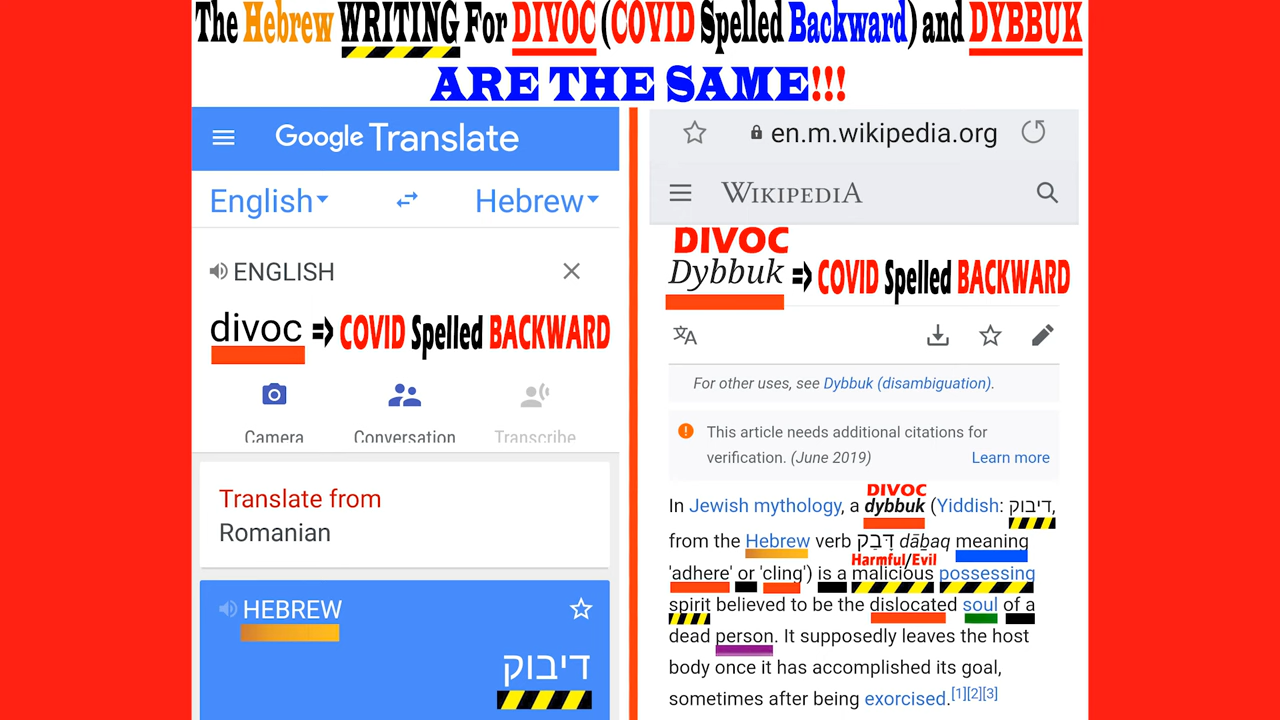 The Hebrew WRITING For DIVOC (COVID Spelled Backward) and DYBBUK
ARE THE SAME!!!
Google Translate
English
Hebrew
ENGLISH
divoc => COVID Spelled BACKWARD
Camera
Conversation
Transcribe
Translate from
Romanian
HEBREW
דיבוק
en.m.wikipedia.org
WIKIPEDIA
DIVOC
Dybbuk => COVID Spelled BACKWARD
For other uses, see Dybbuk (disambiguation).
This article needs additional citations for
verification. (June 2019)
Learn more
DIVOC
In Jewish mythology, a dybbuk (Yiddish: דיבוק,
from the Hebrew verb דָּבַק dāḇaq meaning
Harmful/Evil
'adhere' or 'cling') is a malicious possessing
spirit believed to be the dislocated soul of a
dead person. It supposedly leaves the host
body once it has accomplished its goal,
sometimes after being exorcised.[1][2][3]